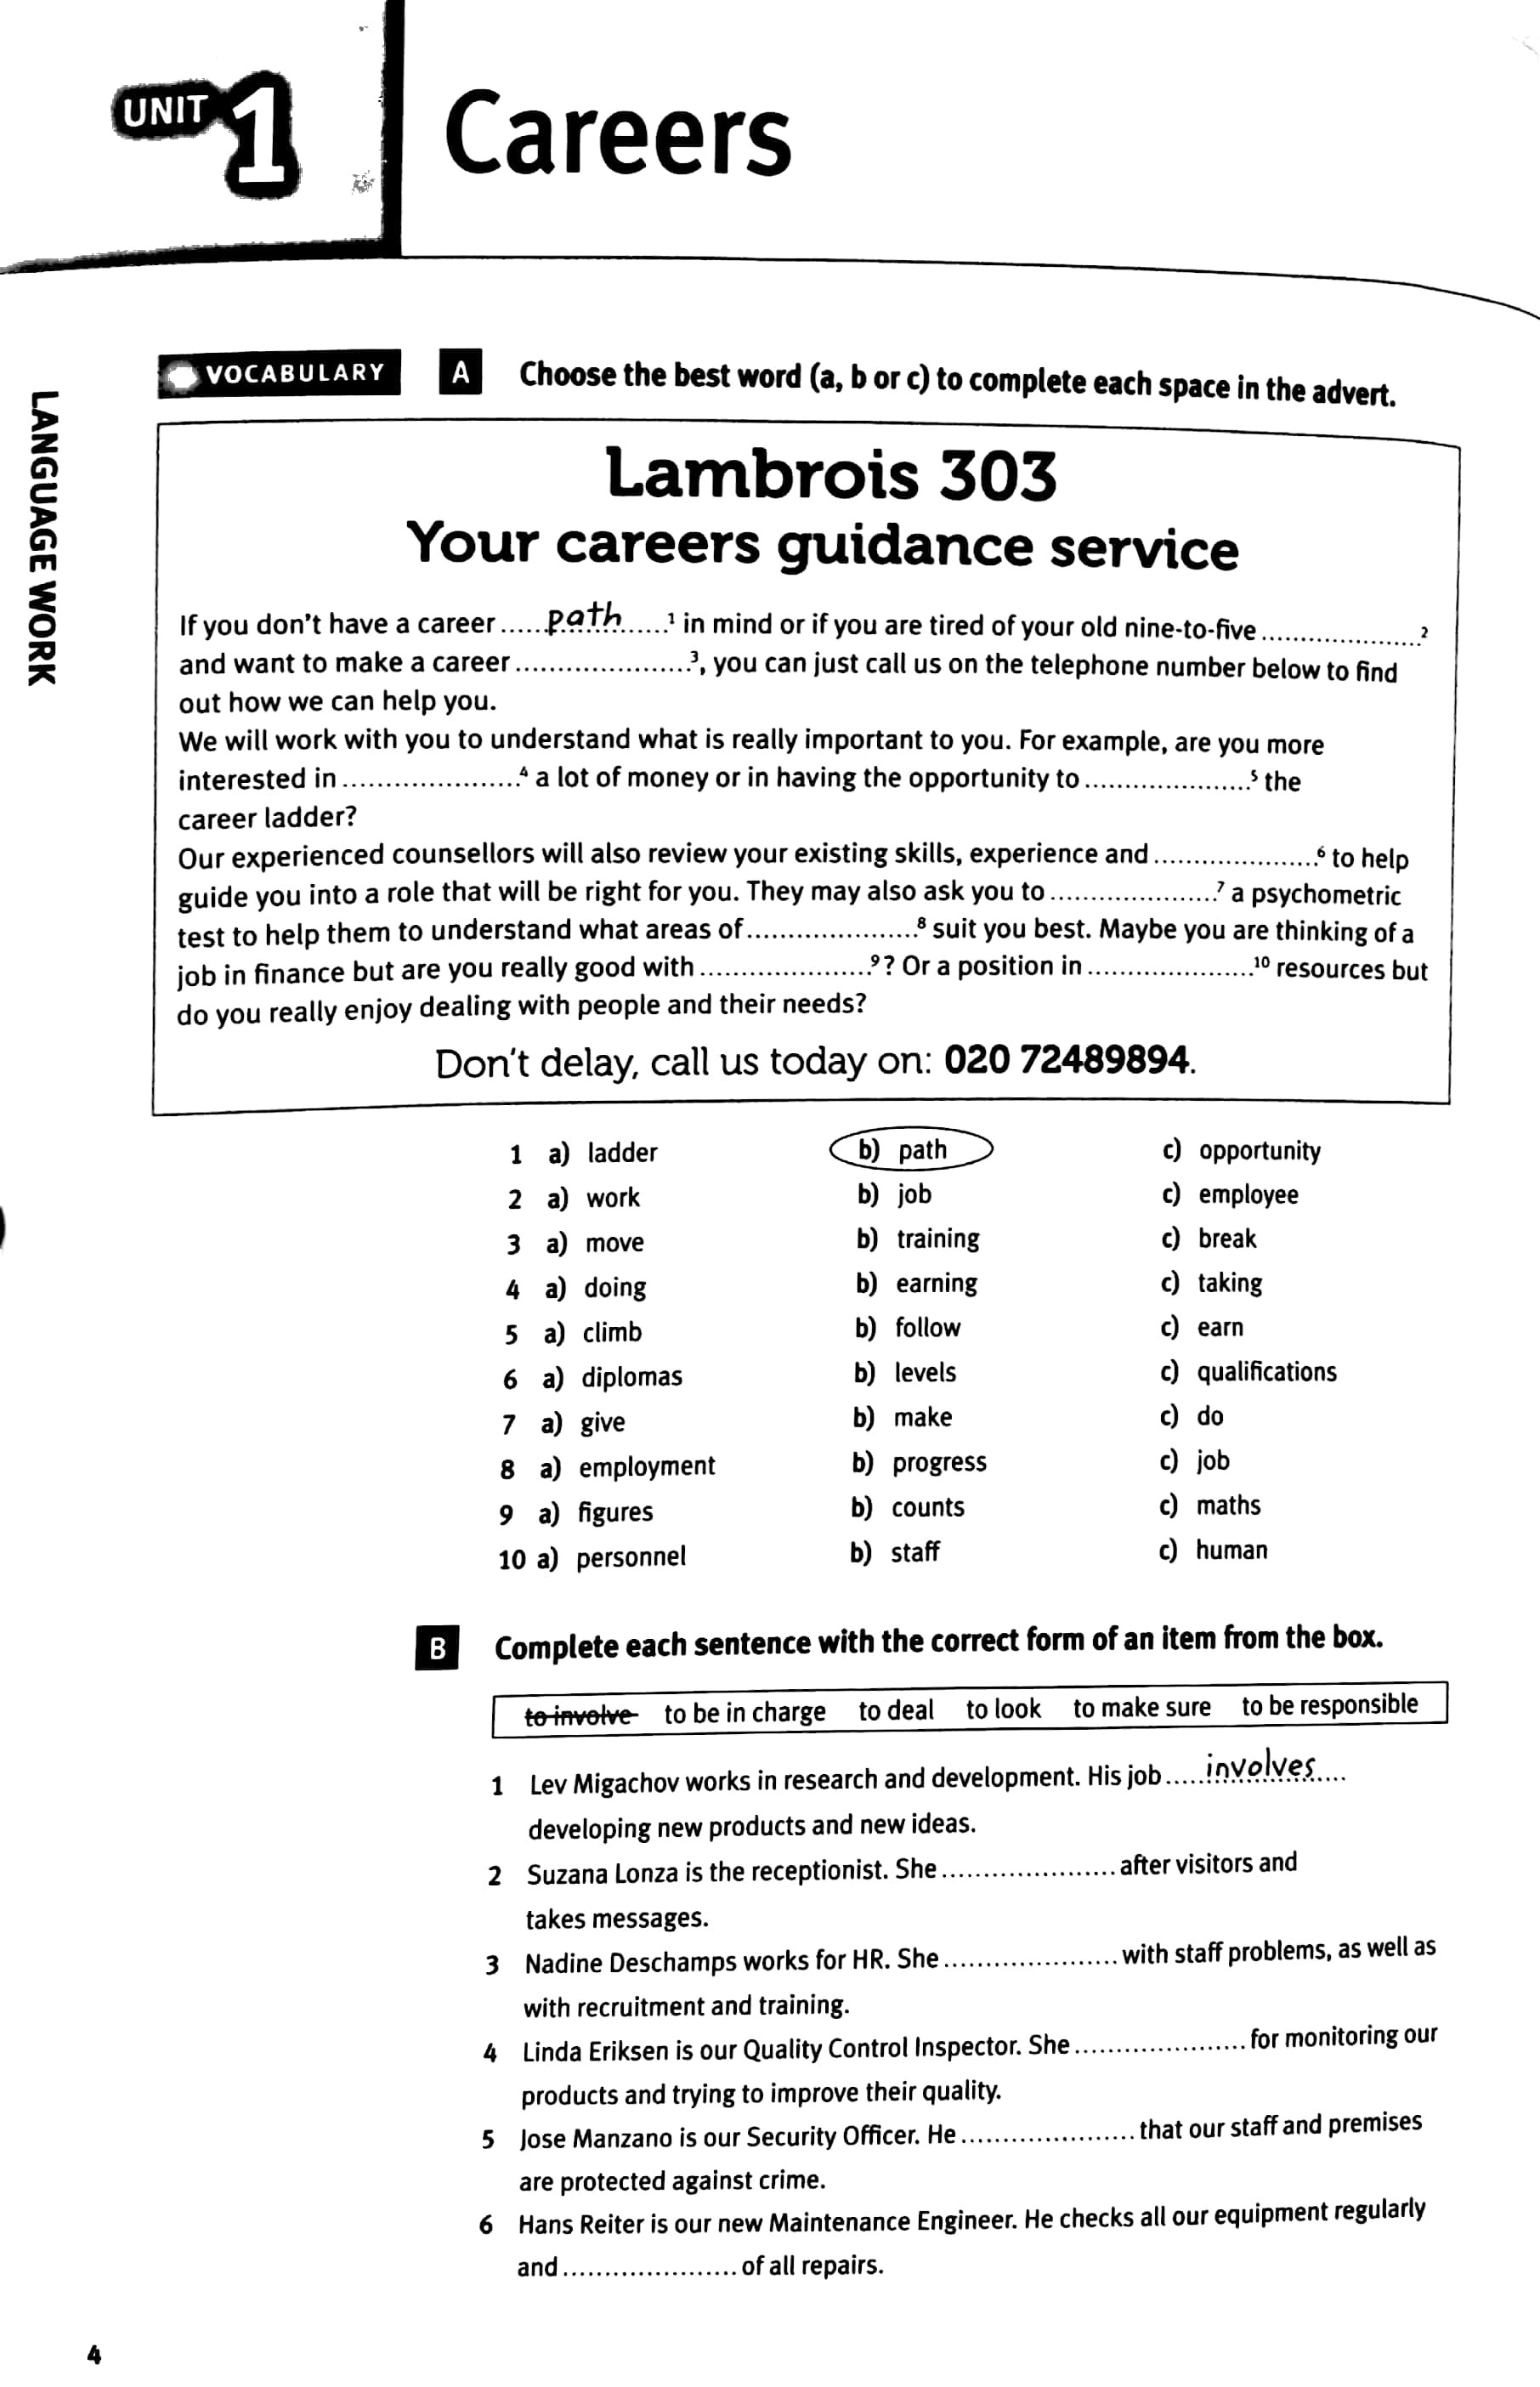 UNIT 1
Careers
LANGUAGE WORK
VOCABULARY
A Choose the best word (a, b or c) to complete each space in the advert.
Lambrois 303
Your careers guidance service
If you don't have a career .....path.....¹ in mind or if you are tired of your old nine-to-five ....................²
and want to make a career ....................³, you can just call us on the telephone number below to find
out how we can help you.
We will work with you to understand what is really important to you. For example, are you more
interested in ....................⁴ a lot of money or in having the opportunity to ....................⁵ the
career ladder?
Our experienced counsellors will also review your existing skills, experience and ....................⁶ to help
guide you into a role that will be right for you. They may also ask you to ....................⁷ a psychometric
test to help them to understand what areas of ....................⁸ suit you best. Maybe you are thinking of a
job in finance but are you really good with ....................⁹? Or a position in ....................¹⁰ resources but
do you really enjoy dealing with people and their needs?
Don't delay, call us today on: 020 72489894.
1 a) ladder b) path c) opportunity
2 a) work b) job c) employee
3 a) move b) training c) break
4 a) doing b) earning c) taking
5 a) climb b) follow c) earn
6 a) diplomas b) levels c) qualifications
7 a) give b) make c) do
8 a) employment b) progress c) job
9 a) figures b) counts c) maths
10 a) personnel b) staff c) human
B Complete each sentence with the correct form of an item from the box.
to involve to be in charge to deal to look to make sure to be responsible
1 Lev Migachov works in research and development. His job .....involves.....
developing new products and new ideas.
2 Suzana Lonza is the receptionist. She .................... after visitors and
takes messages.
3 Nadine Deschamps works for HR. She .................... with staff problems, as well as
with recruitment and training.
4 Linda Eriksen is our Quality Control Inspector. She .................... for monitoring our
products and trying to improve their quality.
5 Jose Manzano is our Security Officer. He .................... that our staff and premises
are protected against crime.
6 Hans Reiter is our new Maintenance Engineer. He checks all our equipment regularly
and .................... of all repairs.
4